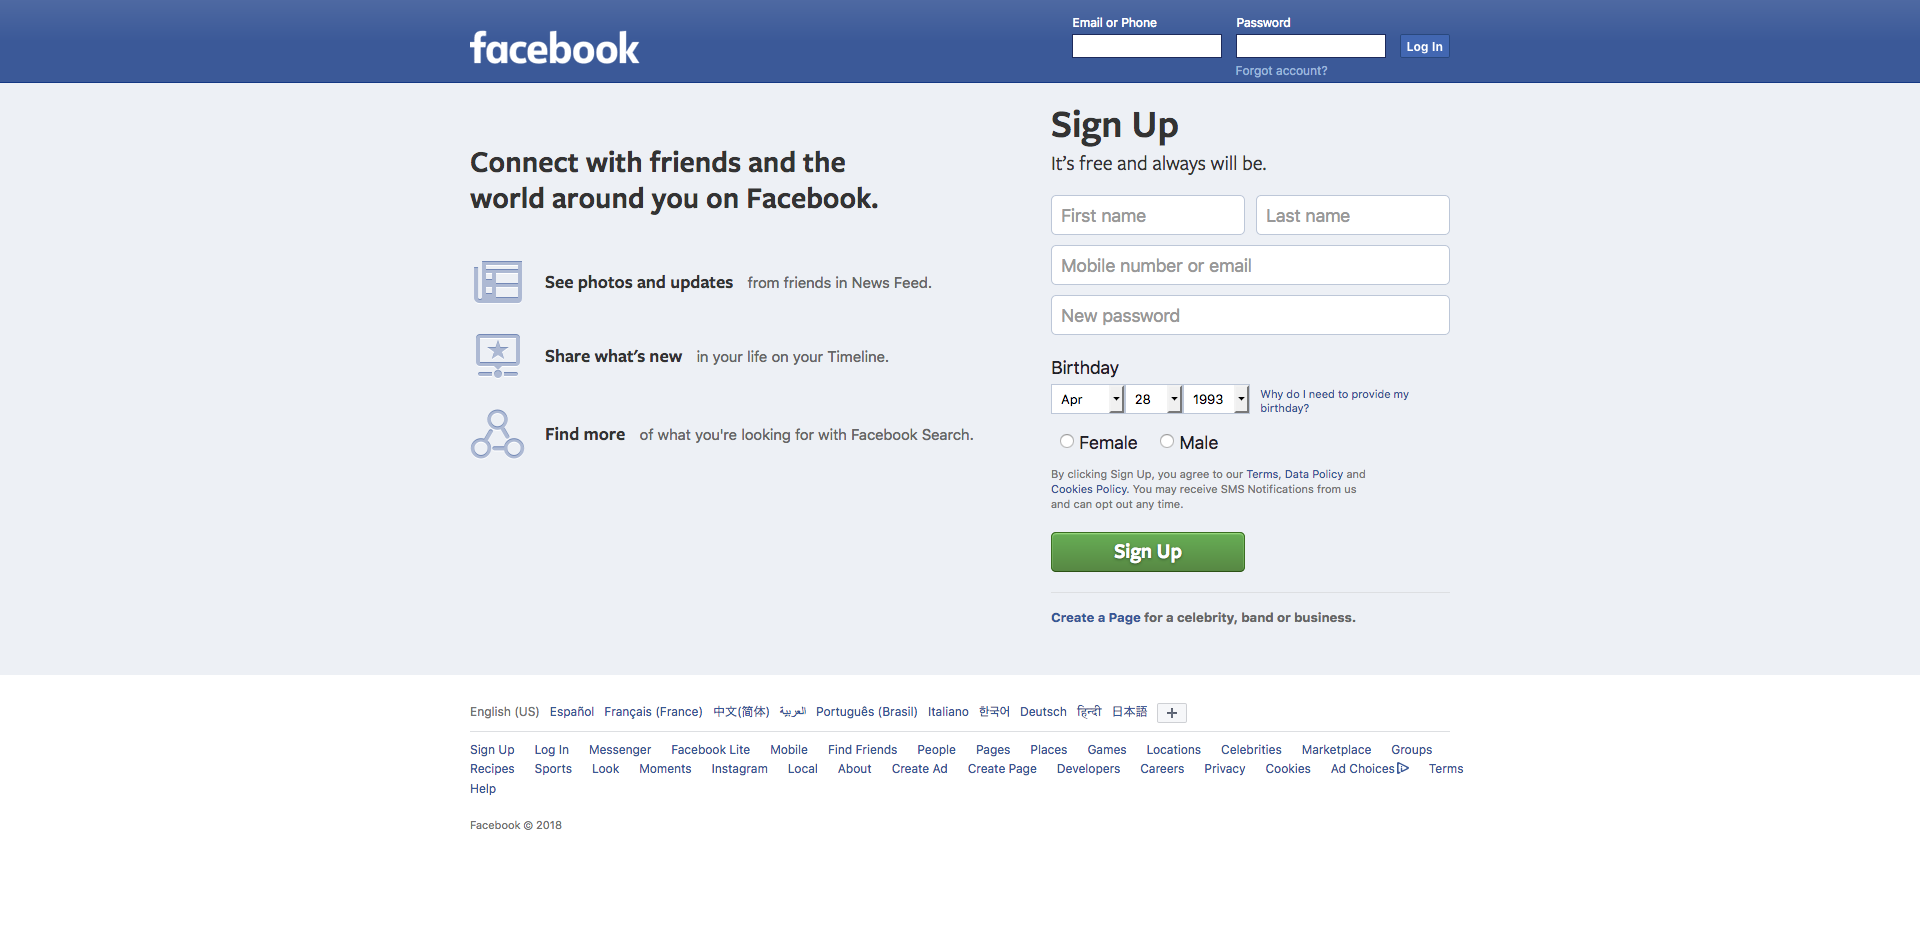 facebook
Email or Phone
Password
Log In
Forgot account?
Connect with friends and the
world around you on Facebook.
See photos and updates from friends in News Feed.
Share what's new in your life on your Timeline.
Find more of what you're looking for with Facebook Search.
Sign Up
It's free and always will be.
First name
Last name
Mobile number or email
New password
Birthday
Apr 28 1993
Why do I need to provide my
birthday?
Female Male
By clicking Sign Up, you agree to our Terms, Data Policy and
Cookies Policy. You may receive SMS Notifications from us
and can opt out any time.
Sign Up
Create a Page for a celebrity, band or business.
English (US) Español Français (France) 中文(简体) العربية Português (Brasil) Italiano 한국어 Deutsch हिन्दी 日本語 +
Sign Up Log In Messenger Facebook Lite Mobile Find Friends People Pages Places Games Locations Celebrities Marketplace Groups
Recipes Sports Look Moments Instagram Local About Create Ad Create Page Developers Careers Privacy Cookies Ad Choices Terms
Help
Facebook © 2018